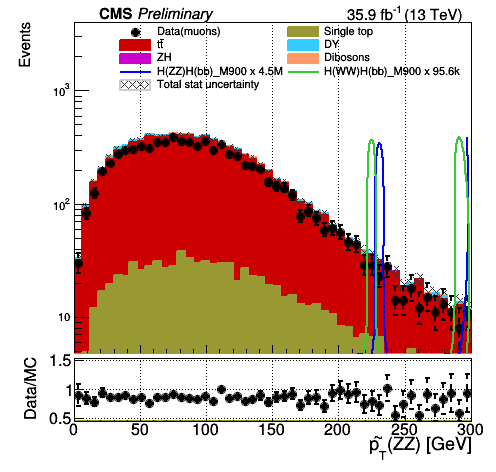 CMS Preliminary 35.9 fb⁻¹ (13 TeV)
Data(muons) Single top
tt̄ DY
ZH Dibosons
H(ZZ)H(bb)_M900 x 4.5M H(WW)H(bb)_M900 x 95.6k
Total stat uncertainty
Events
10³
10²
10
Data/MC
1.5
1
0.5
0 50 100 150 200 250 300
p̃_T(ZZ) [GeV]